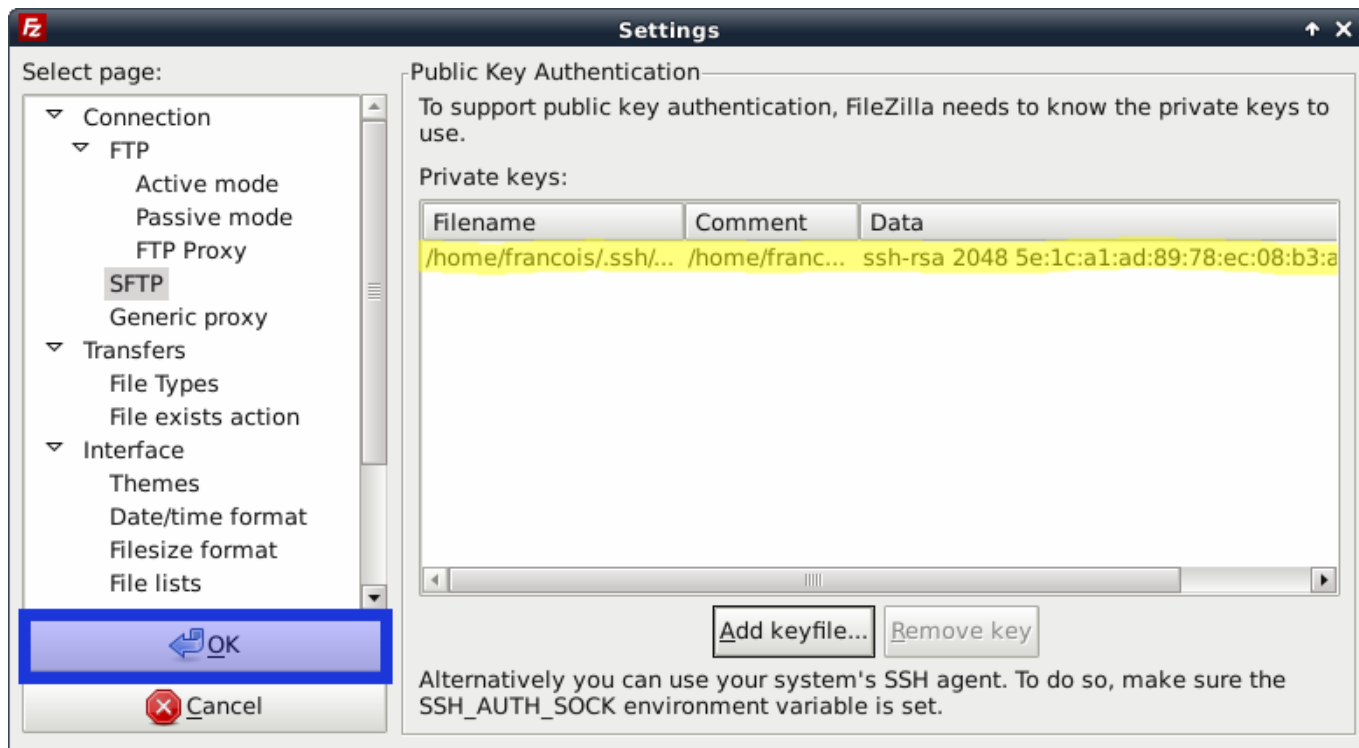 Fz
Settings
Select page:
Connection
FTP
Active mode
Passive mode
FTP Proxy
SFTP
Generic proxy
Transfers
File Types
File exists action
Interface
Themes
Date/time format
Filesize format
File lists
OK
Cancel
Public Key Authentication
To support public key authentication, FileZilla needs to know the private keys to
use.
Private keys:
Filename Comment Data
/home/francois/.ssh/... /home/franc... ssh-rsa 2048 5e:1c:a1:ad:89:78:ec:08:b3:a
Add keyfile... Remove key
Alternatively you can use your system's SSH agent. To do so, make sure the
SSH_AUTH_SOCK environment variable is set.